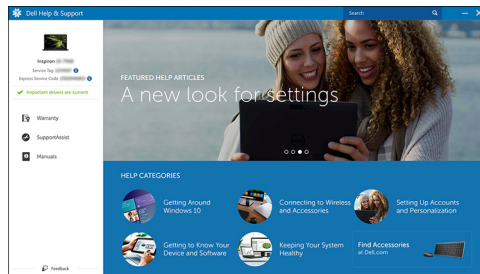 Dell Help & Support
Search
Inspiron
Service Tag
Express Service Code
Important drivers are current
Warranty
SupportAssist
Manuals
Feedback
FEATURED HELP ARTICLES
A new look for settings
HELP CATEGORIES
Getting Around
Windows 10
Connecting to Wireless
and Accessories
Setting Up Accounts
and Personalization
Getting to Know Your
Device and Software
Keeping Your System
Healthy
Find Accessories
at Dell.com